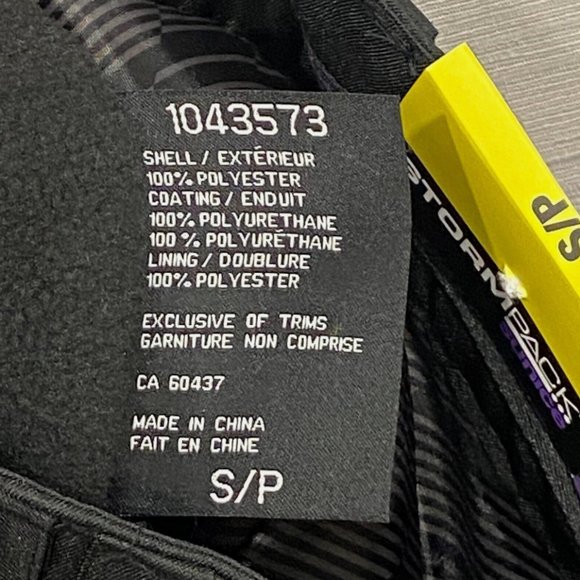 1043573
SHELL / EXTÉRIEUR
100% POLYESTER
COATING / ENDUIT
100% POLYURETHANE
100 % POLYURÉTHANE
LINING / DOUBLURE
100% POLYESTER
EXCLUSIVE OF TRIMS
GARNITURE NON COMPRISE
CA 60437
MADE IN CHINA
FAIT EN CHINE
S/P
S/P
STORMPACK
SUNICE